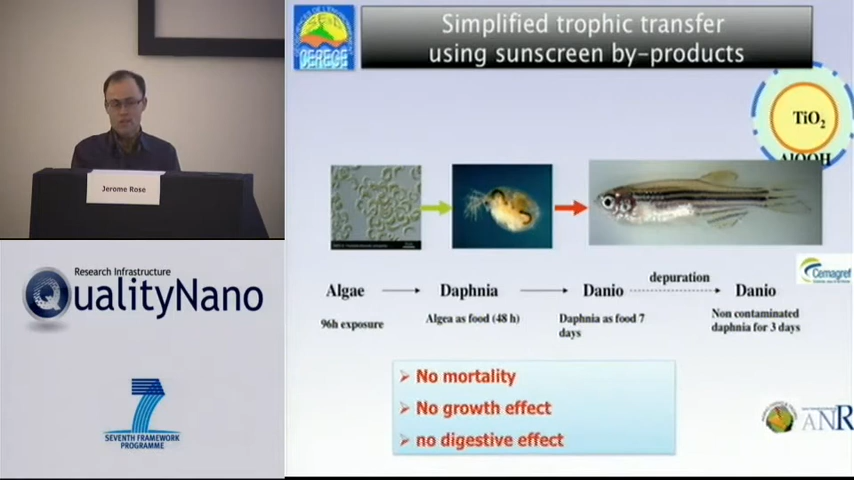 Simplified trophic transfer
using sunscreen by-products
CEREGE
TiO2
AlOOH
Jerome Rose
Research Infrastructure
QualityNano
SEVENTH FRAMEWORK
PROGRAMME
depuration
Cemagref
Algae
Daphnia
Danio
Danio
96h exposure
Algea as food (48 h)
Daphnia as food 7
days
Non contaminated
daphnia for 3 days
➢ No mortality
➢ No growth effect
➢ no digestive effect
ANR